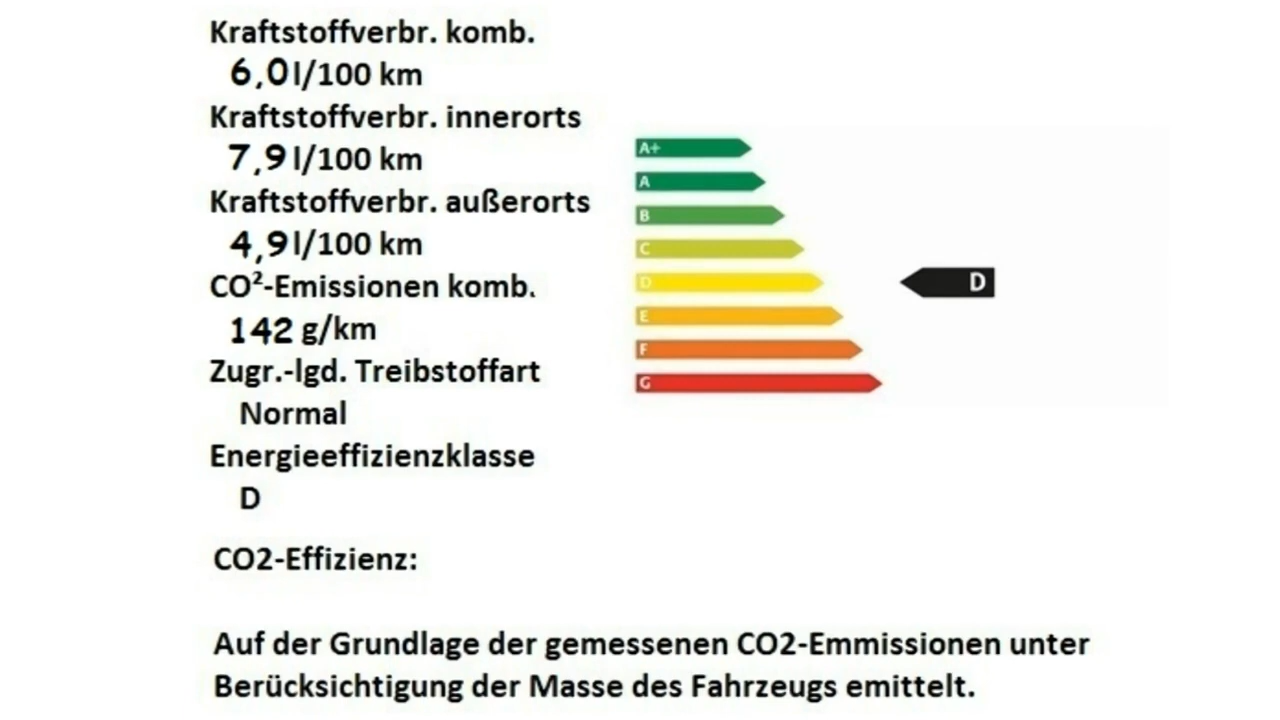 Kraftstoffverbr. komb.
6,0 l/100 km
Kraftstoffverbr. innerorts
7,9 l/100 km
Kraftstoffverbr. außerorts
4,9 l/100 km
CO²-Emissionen komb.
142 g/km
Zugr.-lgd. Treibstoffart
Normal
Energieeffizienzklasse
D
A+
A
B
C
D
D
E
F
G
CO2-Effizienz:
Auf der Grundlage der gemessenen CO2-Emmissionen unter
Berücksichtigung der Masse des Fahrzeugs emittelt.